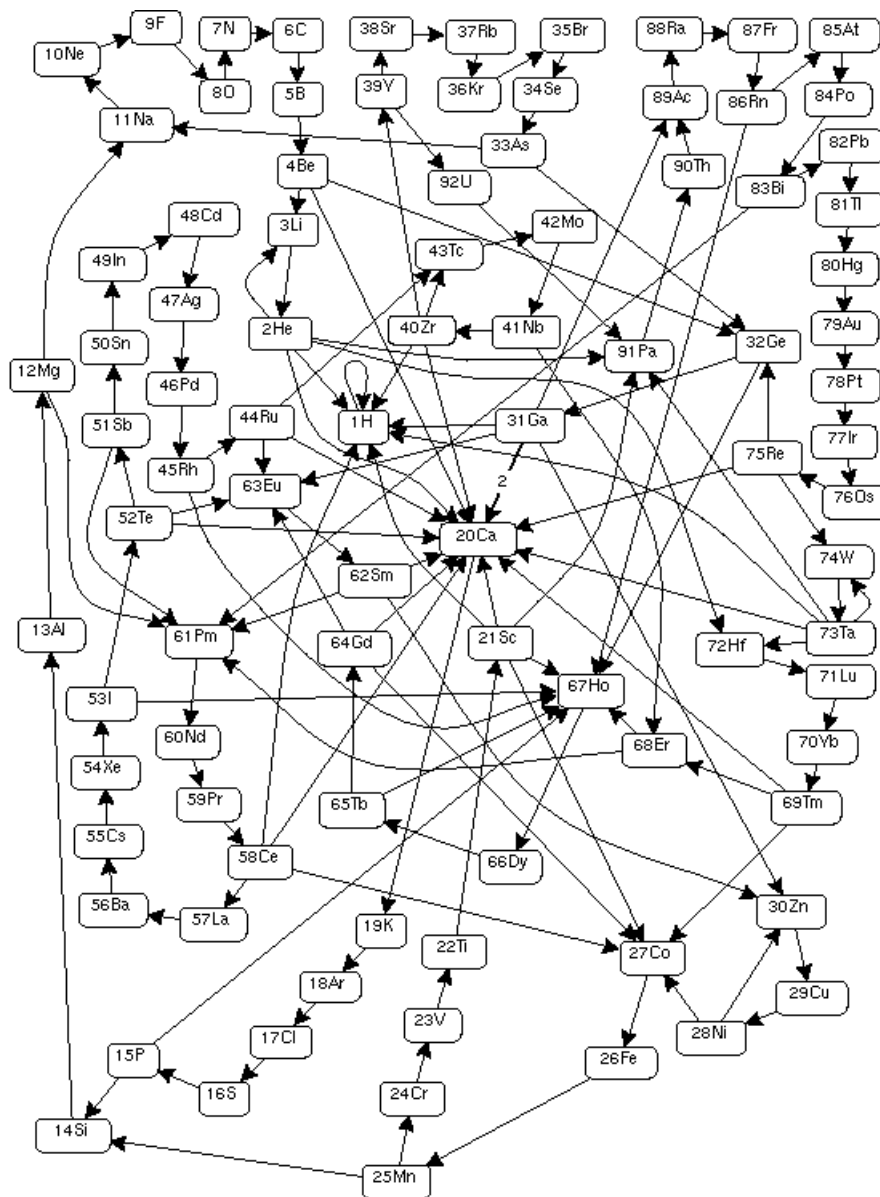 9F
7N
6C
38Sr
37Rb
35Br
88Ra
87Fr
85At
10Ne
8O
5B
39V
36Kr
34Se
89Ac
86Rn
84Po
11Na
33As
82Pb
4Be
92U
90Th
83Bi
81Tl
48Cd
3Li
42Mo
49In
43Tc
80Hg
47Ag
2He
40Zr
41Nb
91Pa
32Ge
79Au
50Sn
12Mg
46Pd
78Pt
51Sb
44Ru
1H
31Ga
77Ir
45Rh
63Eu
2
75Re
76Os
52Te
20Ca
74W
62Sm
13Al
61Pm
64Gd
21Sc
72Hf
73Ta
53I
67Ho
71Lu
60Nd
68Er
70Yb
54Xe
59Pr
65Tb
69Tm
55Cs
58Ce
66Dy
56Ba
57La
19K
22Ti
27Co
30Zn
18Ar
29Cu
17Cl
23V
28Ni
15P
16S
24Cr
26Fe
14Si
25Mn